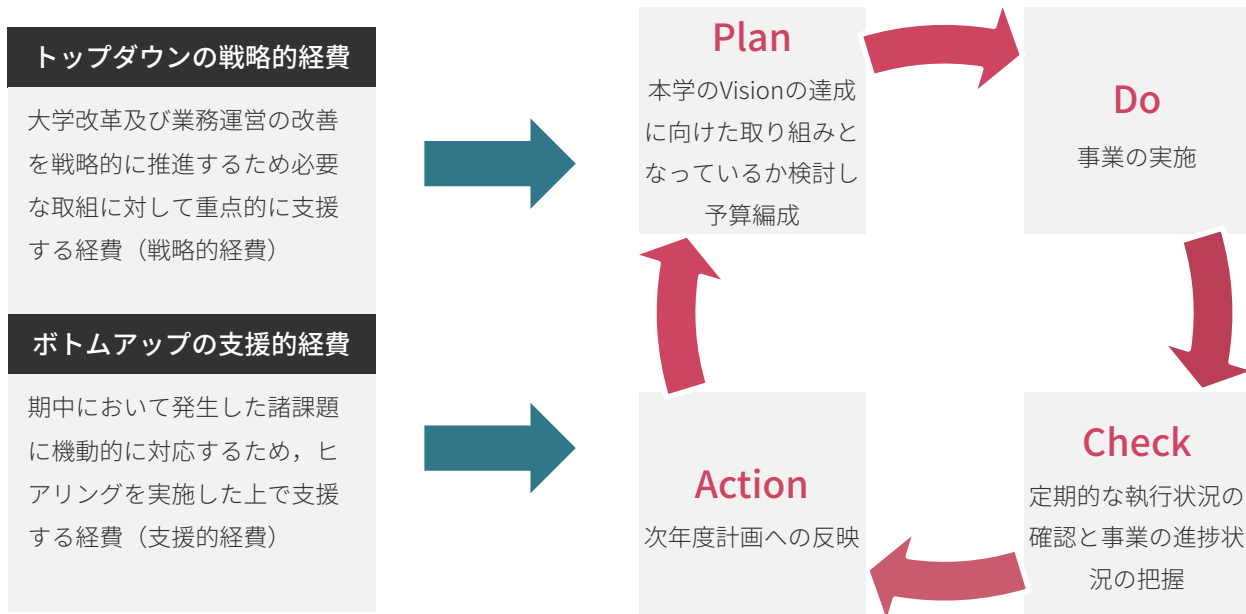 トップダウンの戦略的経費
大学改革及び業務運営の改善
を戦略的に推進するため必要
な取組に対して重点的に支援
する経費（戦略的経費）
ボトムアップの支援的経費
期中において発生した諸課題
に機動的に対応するため，ヒ
アリングを実施した上で支援
する経費（支援的経費）
Plan
本学のVisionの達成
に向けた取り組みと
なっているか検討し
予算編成
Do
事業の実施
Check
定期的な執行状況の
確認と事業の進捗状
況の把握
Action
次年度計画への反映